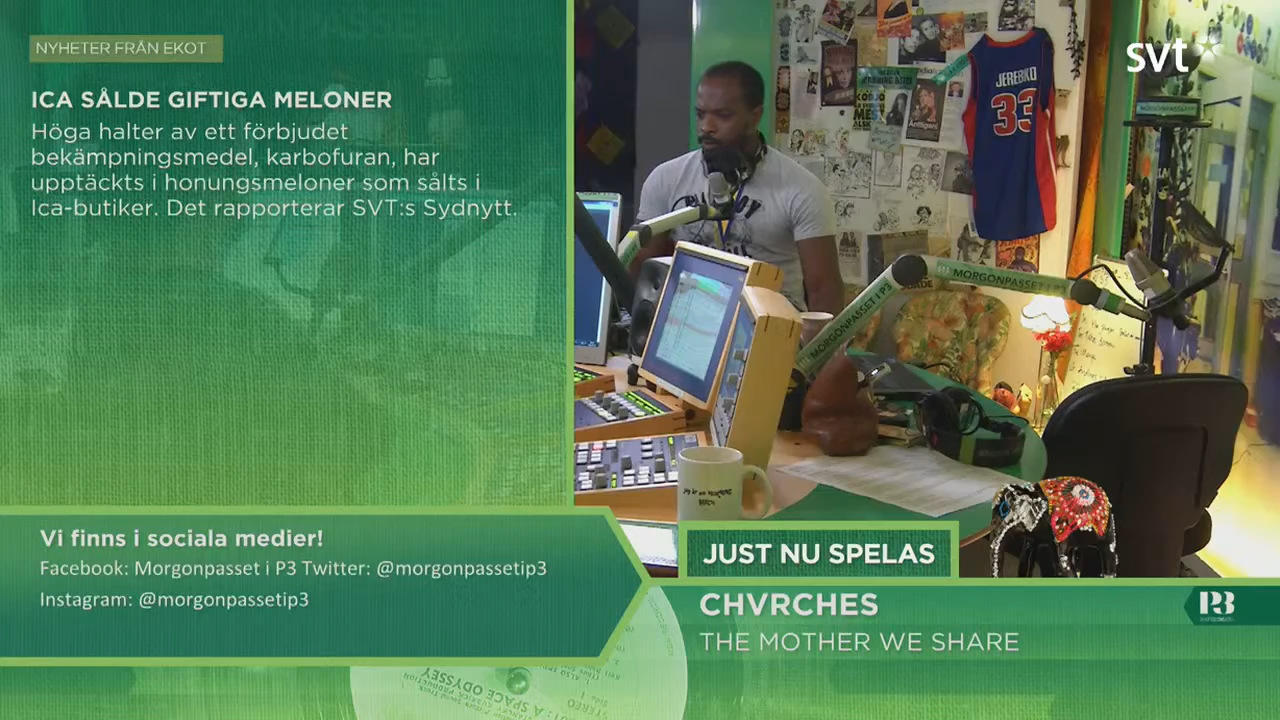 NYHETER FRÅN EKOT
ICA SÅLDE GIFTIGA MELONER
Höga halter av ett förbjudet
bekämpningsmedel, karbofuran, har
upptäckts i honungsmeloner som sålts i
Ica-butiker. Det rapporterar SVT:s Sydnytt.
svt
JEREBKO
33
MORGONPASSET I P3
MORGONPASSET I P3
Vi finns i sociala medier!
Facebook: Morgonpasset i P3 Twitter: @morgonpassetip3
Instagram: @morgonpassetip3
JUST NU SPELAS
CHVRCHES
THE MOTHER WE SHARE
P3
A SPACE ODYSSEY
STEREO